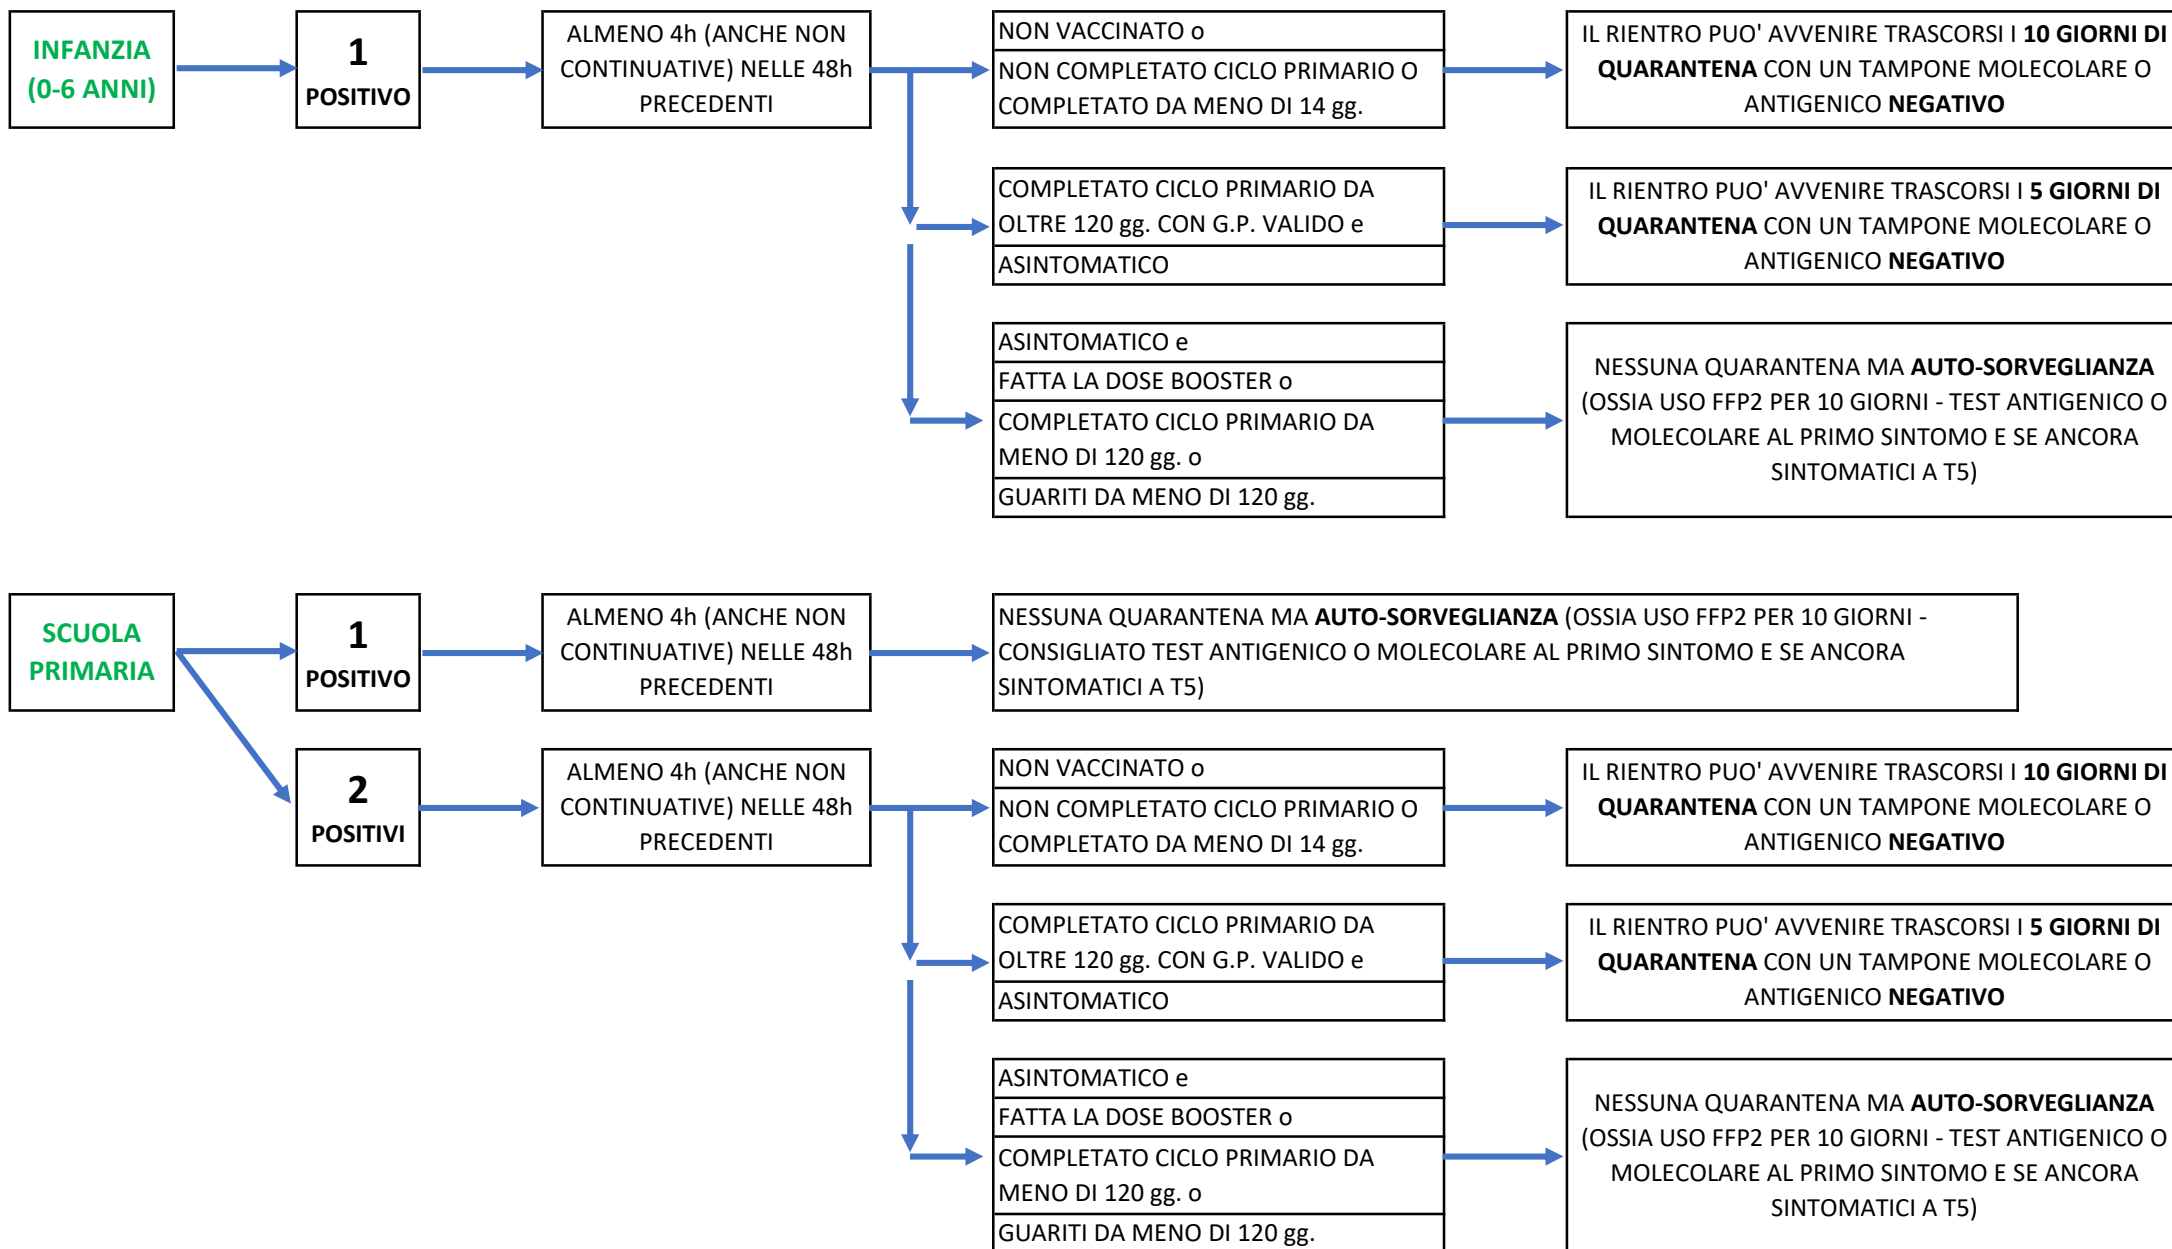 INFANZIA
(0-6 ANNI)
1
POSITIVO
ALMENO 4h (ANCHE NON
CONTINUATIVE) NELLE 48h
PRECEDENTI
NON VACCINATO o
NON COMPLETATO CICLO PRIMARIO O
COMPLETATO DA MENO DI 14 gg.
IL RIENTRO PUO' AVVENIRE TRASCORSI I 10 GIORNI DI
QUARANTENA CON UN TAMPONE MOLECOLARE O
ANTIGENICO NEGATIVO
COMPLETATO CICLO PRIMARIO DA
OLTRE 120 gg. CON G.P. VALIDO e
ASINTOMATICO
IL RIENTRO PUO' AVVENIRE TRASCORSI I 5 GIORNI DI
QUARANTENA CON UN TAMPONE MOLECOLARE O
ANTIGENICO NEGATIVO
ASINTOMATICO e
FATTA LA DOSE BOOSTER o
COMPLETATO CICLO PRIMARIO DA
MENO DI 120 gg. o
GUARITI DA MENO DI 120 gg.
NESSUNA QUARANTENA MA AUTO-SORVEGLIANZA
(OSSIA USO FFP2 PER 10 GIORNI - TEST ANTIGENICO O
MOLECOLARE AL PRIMO SINTOMO E SE ANCORA
SINTOMATICI A T5)
SCUOLA
PRIMARIA
1
POSITIVO
ALMENO 4h (ANCHE NON
CONTINUATIVE) NELLE 48h
PRECEDENTI
NESSUNA QUARANTENA MA AUTO-SORVEGLIANZA (OSSIA USO FFP2 PER 10 GIORNI -
CONSIGLIATO TEST ANTIGENICO O MOLECOLARE AL PRIMO SINTOMO E SE ANCORA
SINTOMATICI A T5)
2
POSITIVI
ALMENO 4h (ANCHE NON
CONTINUATIVE) NELLE 48h
PRECEDENTI
NON VACCINATO o
NON COMPLETATO CICLO PRIMARIO O
COMPLETATO DA MENO DI 14 gg.
IL RIENTRO PUO' AVVENIRE TRASCORSI I 10 GIORNI DI
QUARANTENA CON UN TAMPONE MOLECOLARE O
ANTIGENICO NEGATIVO
COMPLETATO CICLO PRIMARIO DA
OLTRE 120 gg. CON G.P. VALIDO e
ASINTOMATICO
IL RIENTRO PUO' AVVENIRE TRASCORSI I 5 GIORNI DI
QUARANTENA CON UN TAMPONE MOLECOLARE O
ANTIGENICO NEGATIVO
ASINTOMATICO e
FATTA LA DOSE BOOSTER o
COMPLETATO CICLO PRIMARIO DA
MENO DI 120 gg. o
GUARITI DA MENO DI 120 gg.
NESSUNA QUARANTENA MA AUTO-SORVEGLIANZA
(OSSIA USO FFP2 PER 10 GIORNI - TEST ANTIGENICO O
MOLECOLARE AL PRIMO SINTOMO E SE ANCORA
SINTOMATICI A T5)